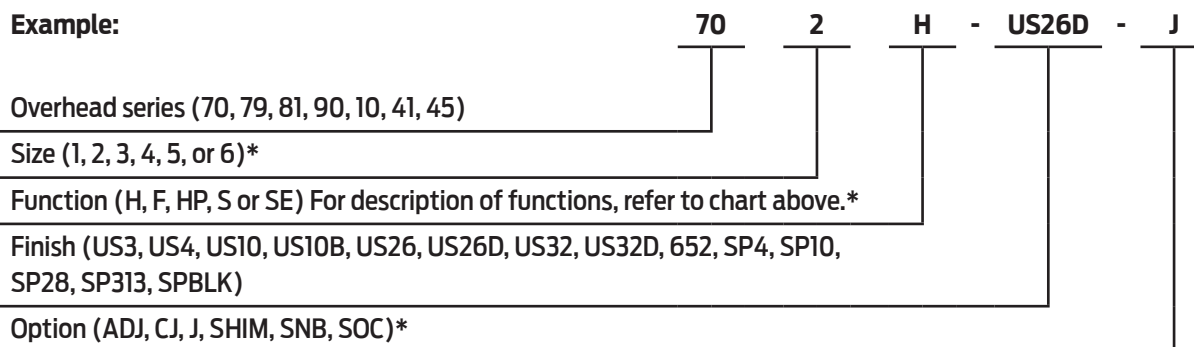 Example: 70 2 H - US26D - J
Overhead series (70, 79, 81, 90, 10, 41, 45)
Size (1, 2, 3, 4, 5, or 6)*
Function (H, F, HP, S or SE) For description of functions, refer to chart above.*
Finish (US3, US4, US10, US10B, US26, US26D, US32, US32D, 652, SP4, SP10,
SP28, SP313, SPBLK)
Option (ADJ, CJ, J, SHIM, SNB, SOC)*